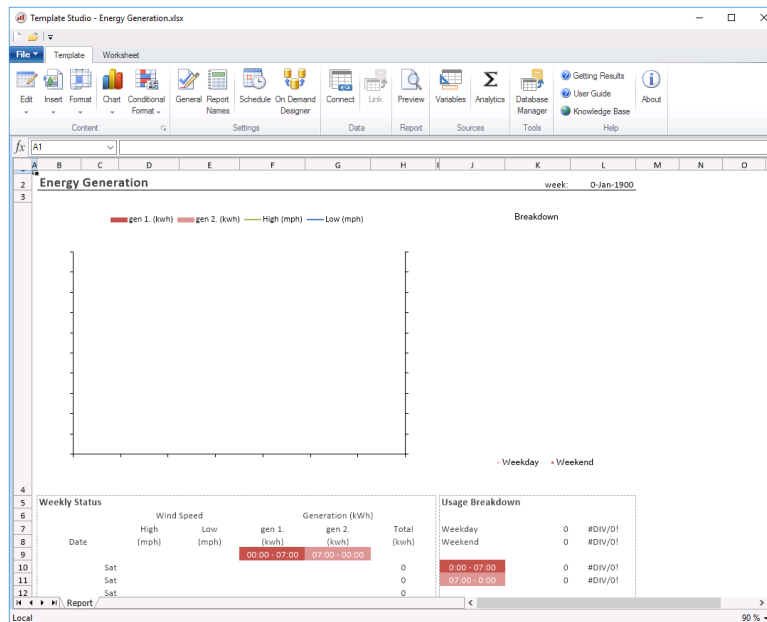 Template Studio - Energy Generation.xlsx
File Template Worksheet
Edit Insert Format Chart Conditional Format General Report Names Schedule On Demand Designer Connect Link Preview Variables Analytics Database Manager Getting Results User Guide Knowledge Base About
Content Settings Data Report Sources Tools Help
fx A1
A B C D E F G H I J K L M N O
2 Energy Generation week: 0-Jan-1900
3
gen 1. (kwh) gen 2. (kwh) High (mph) Low (mph) Breakdown
Weekday Weekend
4
5 Weekly Status Usage Breakdown
6 Wind Speed Generation (kWh)
7 High Low gen 1. gen 2. Total Weekday 0 #DIV/0!
8 Date (mph) (mph) (kwh) (kwh) (kwh) Weekend 0 #DIV/0!
9 00:00 - 07:00 07:00 - 00:00
10 Sat 0 0:00 - 07:00 0 #DIV/0!
11 Sat 0 07:00 - 0:00 0 #DIV/0!
12 Sat 0
Report
Local 90 %